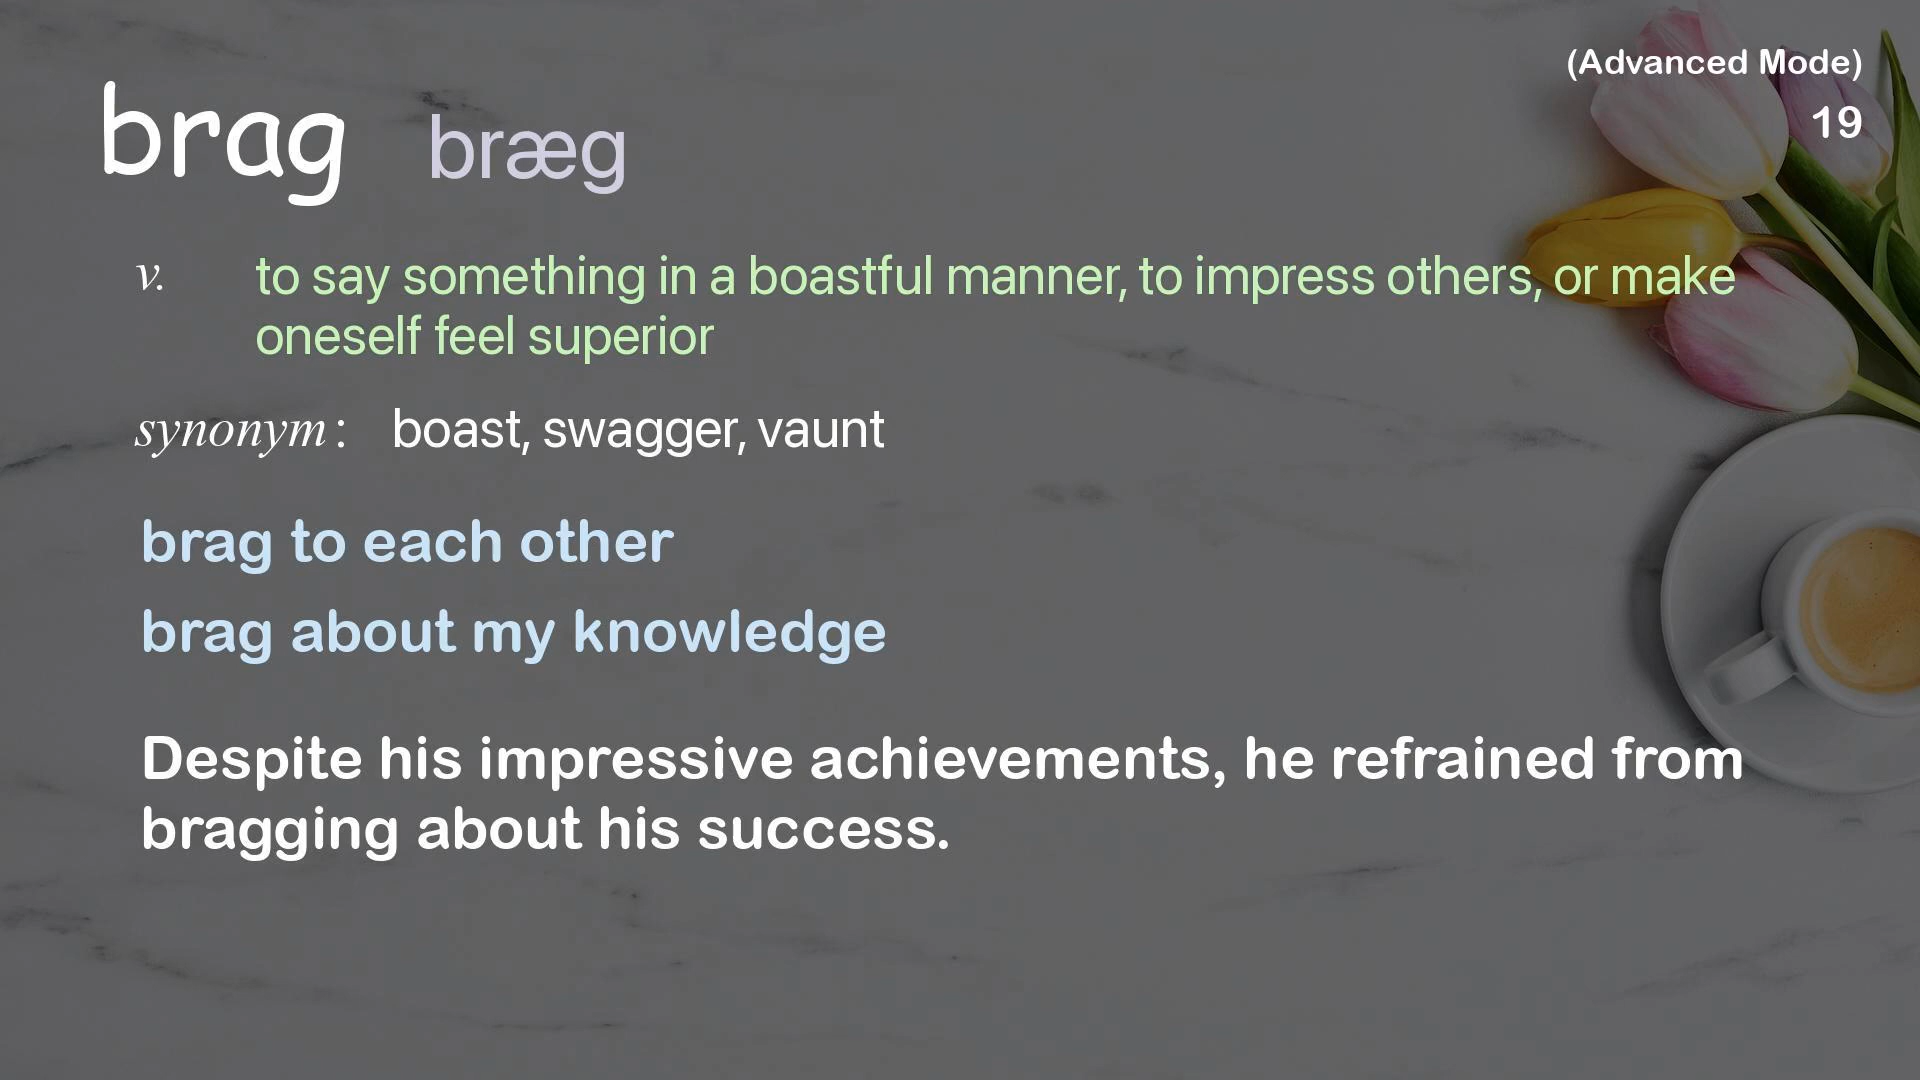 (Advanced Mode)
19
brag bræg
v. to say something in a boastful manner, to impress others, or make
oneself feel superior
synonym: boast, swagger, vaunt
brag to each other
brag about my knowledge
Despite his impressive achievements, he refrained from
bragging about his success.